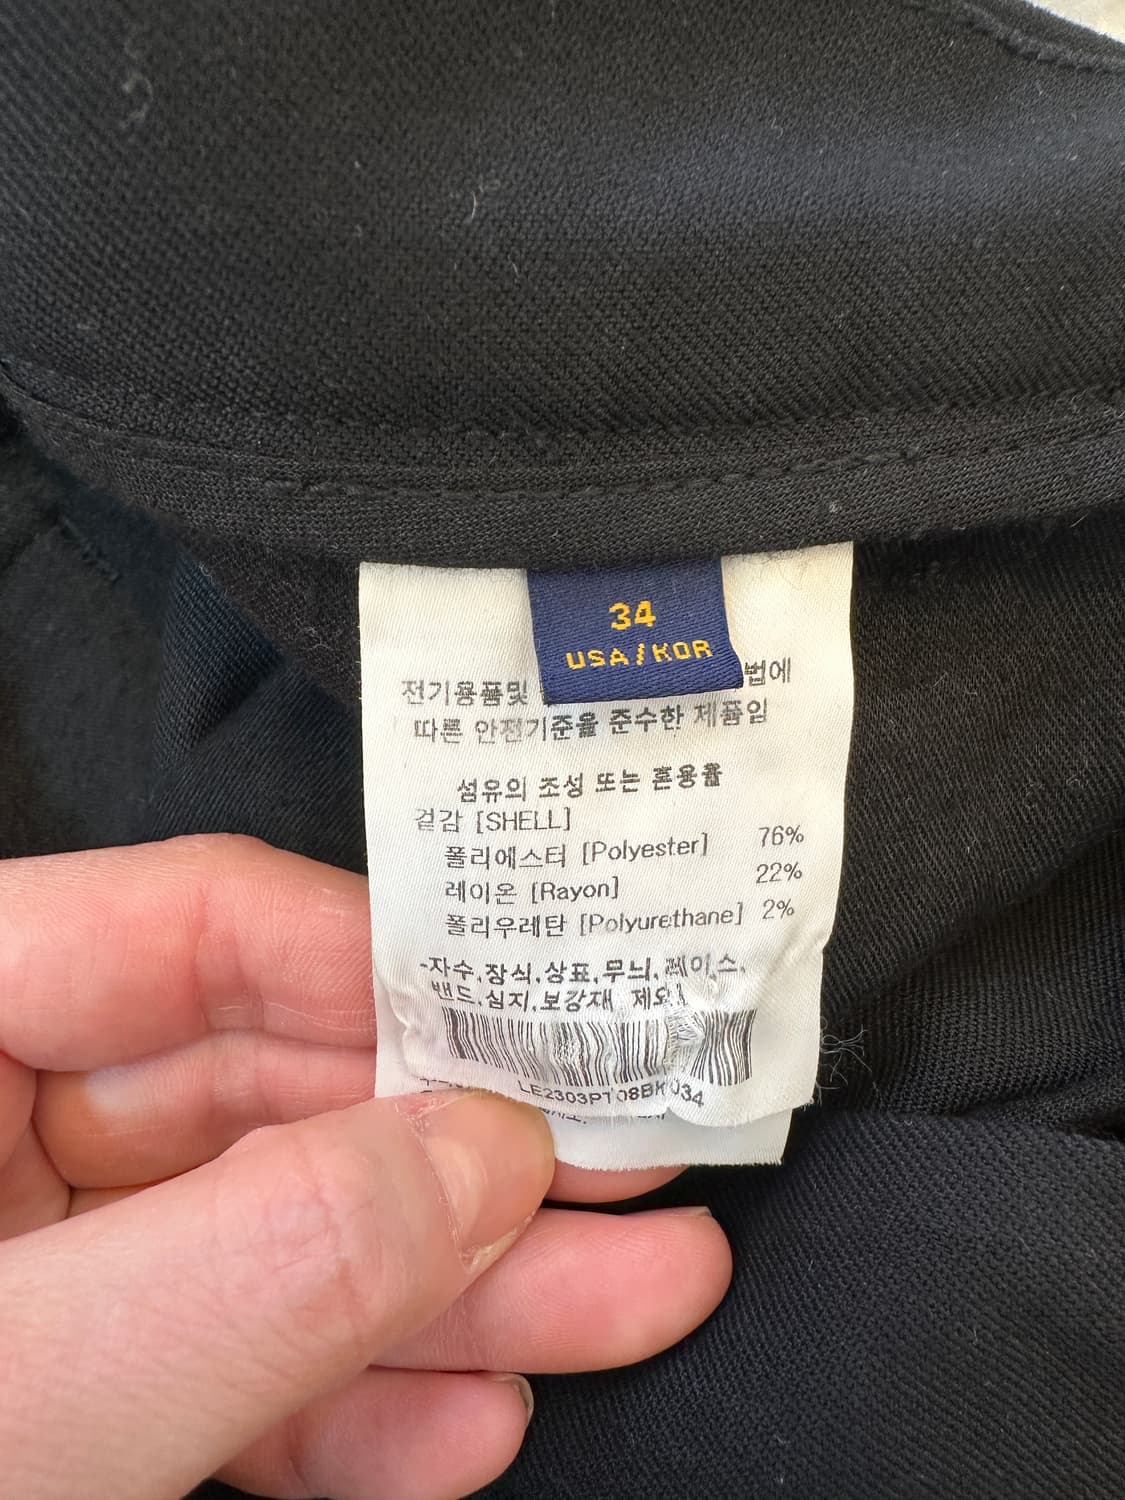 34
USA/KOR
전기용품및 법에
따른 안전기준을 준수한 제품임
섬유의 조성 또는 혼용율
겉감 [SHELL]
폴리에스터 [Polyester] 76%
레이온 [Rayon] 22%
폴리우레탄 [Polyurethane] 2%
-자수,장식,상표,무늬,레이스,
밴드,심지,보강재 제외